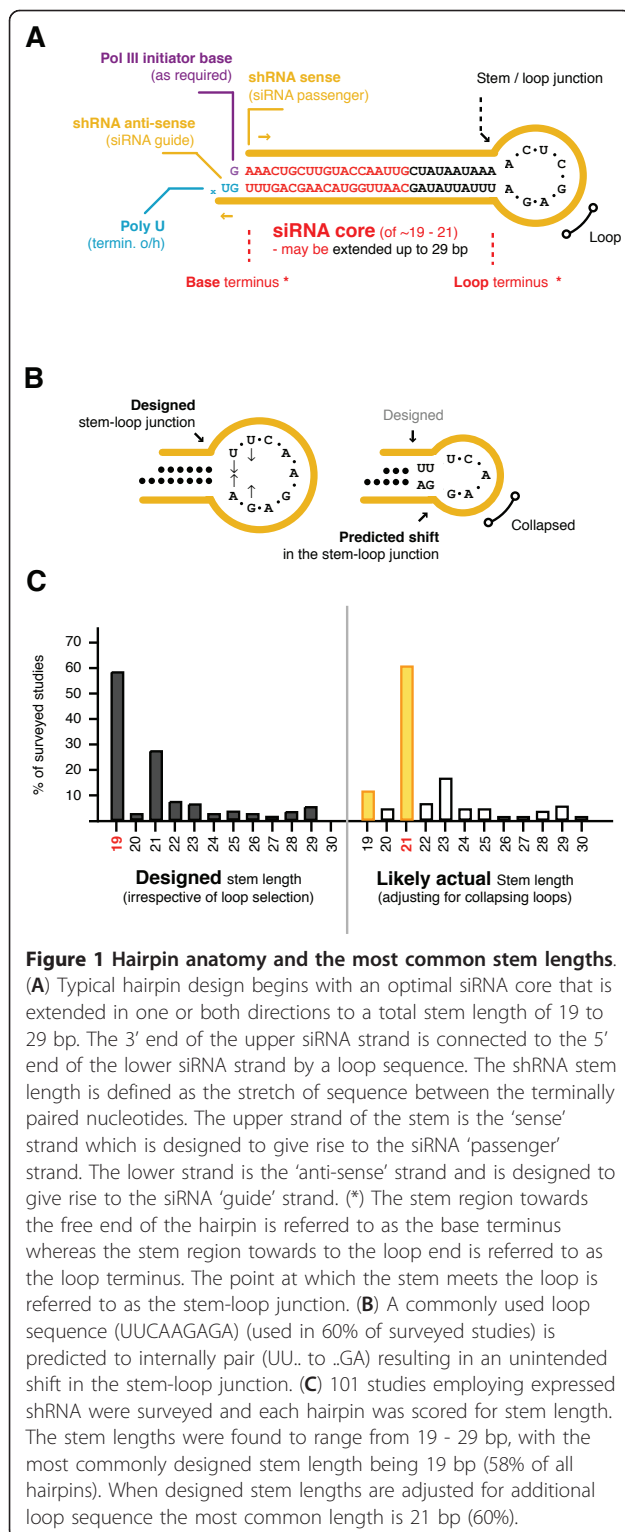 A
Pol III initiator base
(as required)
shRNA sense
(siRNA passenger)
Stem / loop junction
shRNA anti-sense
(siRNA guide)
G AAACUGCUUGUACCAAUUGCUAUAAUAAA
x UG UUUGACGAACAUGGUUAACGAUAUUAUUU
A C U C G A G A
Poly U
(termin. o/h)
siRNA core (of ~19 - 21)
- may be extended up to 29 bp
Loop
Base terminus *
Loop terminus *
B
Designed
stem-loop junction
U U C A A G A G A
Designed
UU U C A
AG A G
Predicted shift
in the stem-loop junction
Collapsed
C
% of surveyed studies
70
60
50
40
30
20
10
19 20 21 22 23 24 25 26 27 28 29 30
19 20 21 22 23 24 25 26 27 28 29 30
Designed stem length
(irrespective of loop selection)
Likely actual Stem length
(adjusting for collapsing loops)
Figure 1 Hairpin anatomy and the most common stem lengths.
(A) Typical hairpin design begins with an optimal siRNA core that is
extended in one or both directions to a total stem length of 19 to
29 bp. The 3' end of the upper siRNA strand is connected to the 5'
end of the lower siRNA strand by a loop sequence. The shRNA stem
length is defined as the stretch of sequence between the terminally
paired nucleotides. The upper strand of the stem is the 'sense'
strand which is designed to give rise to the siRNA 'passenger'
strand. The lower strand is the 'anti-sense' strand and is designed to
give rise to the siRNA 'guide' strand. (*) The stem region towards
the free end of the hairpin is referred to as the base terminus
whereas the stem region towards to the loop end is referred to as
the loop terminus. The point at which the stem meets the loop is
referred to as the stem-loop junction. (B) A commonly used loop
sequence (UUCAAGAGA) (used in 60% of surveyed studies) is
predicted to internally pair (UU.. to ..GA) resulting in an unintended
shift in the stem-loop junction. (C) 101 studies employing expressed
shRNA were surveyed and each hairpin was scored for stem length.
The stem lengths were found to range from 19 - 29 bp, with the
most commonly designed stem length being 19 bp (58% of all
hairpins). When designed stem lengths are adjusted for additional
loop sequence the most common length is 21 bp (60%).